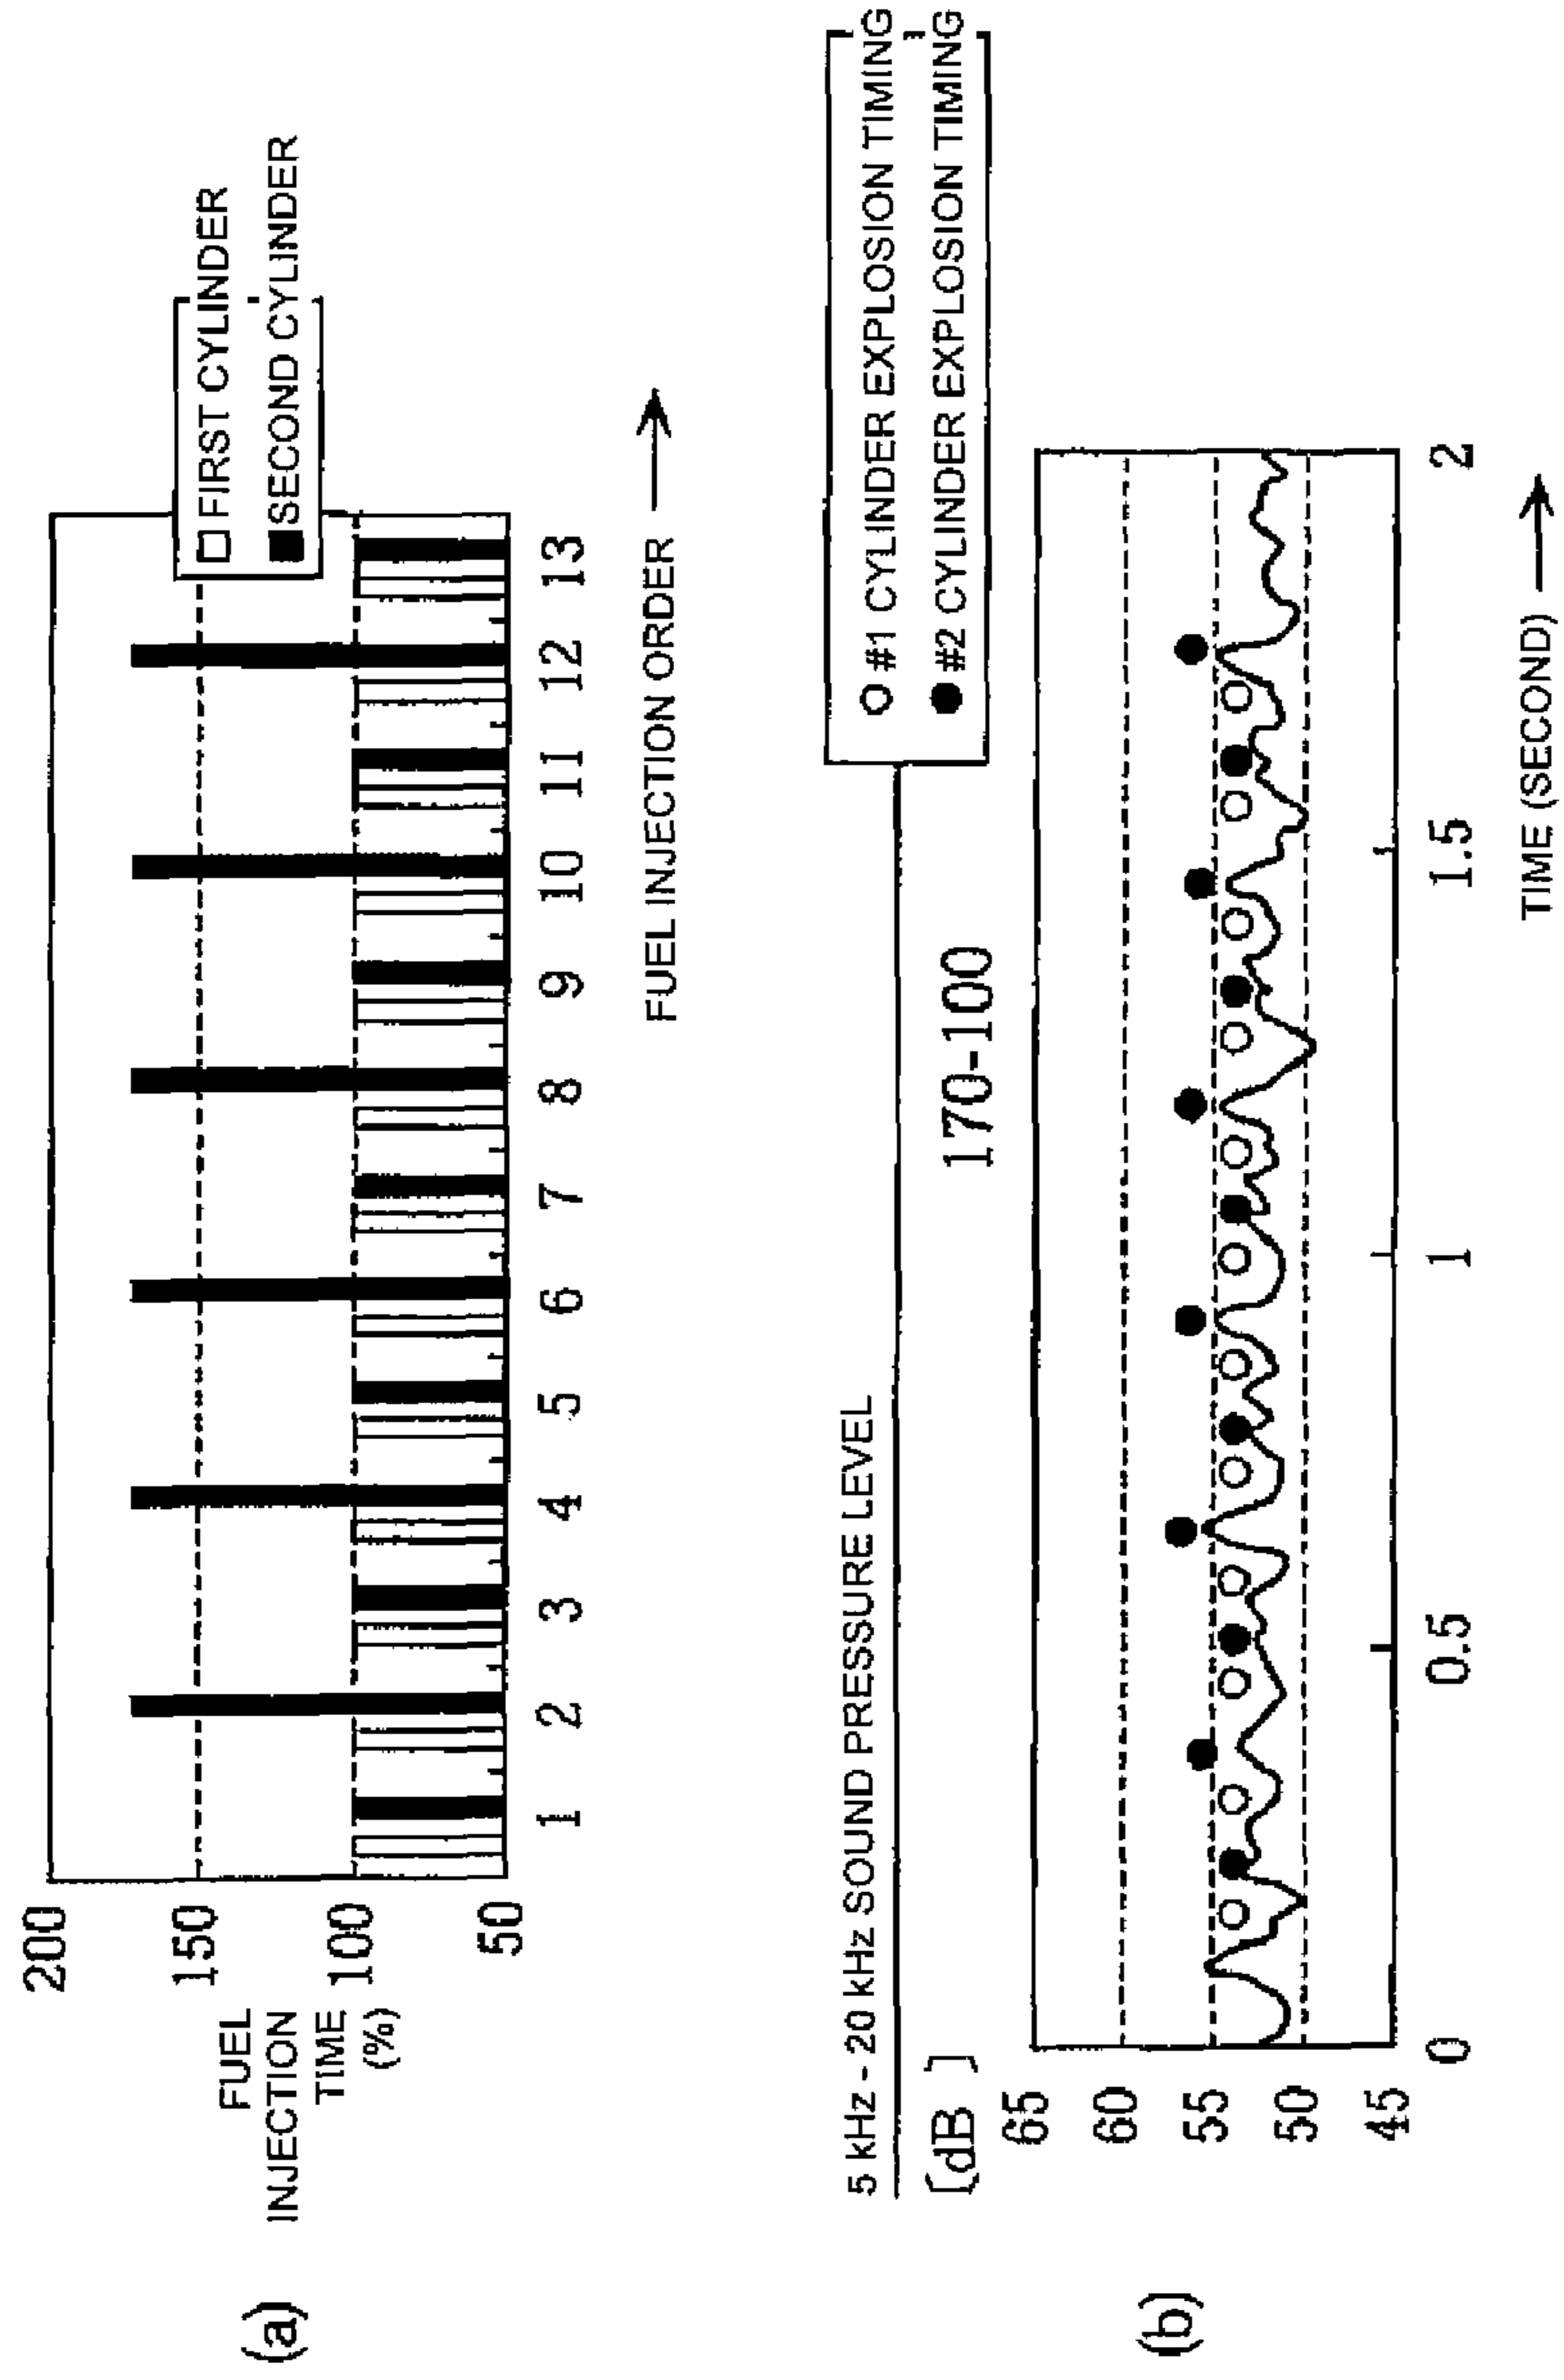 (a)
FUEL
INJECTION
TIME
(%)
200
150
100
50
FIRST CYLINDER
SECOND CYLINDER
1 2 3 4 5 6 7 8 9 10 11 12 13
FUEL INJECTION ORDER
(b)
5 kHz - 20 kHz SOUND PRESSURE LEVEL
#1 CYLINDER EXPLOSION TIMING
#2 CYLINDER EXPLOSION TIMING
[dB ]
170-100
65
60
55
50
45
0 0.5 1 1.5 2
TIME (SECOND)